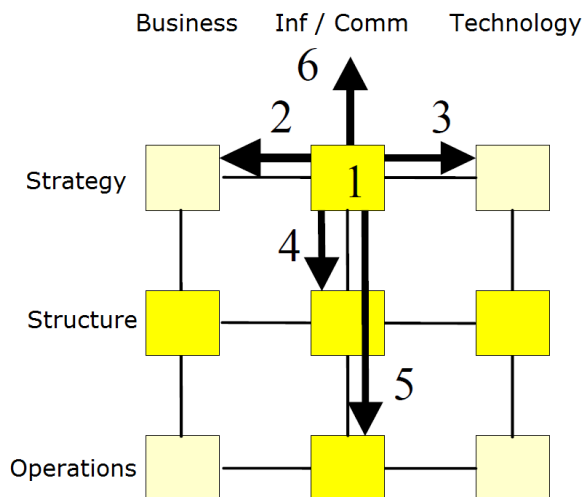 Business Inf / Comm Technology
6
2 3
Strategy 1
4
Structure
5
Operations